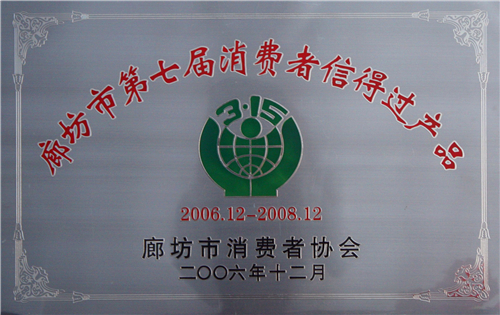 廊坊市第七届消费者信得过产品
3·15
2006.12-2008.12
廊坊市消费者协会
二〇〇六年十二月